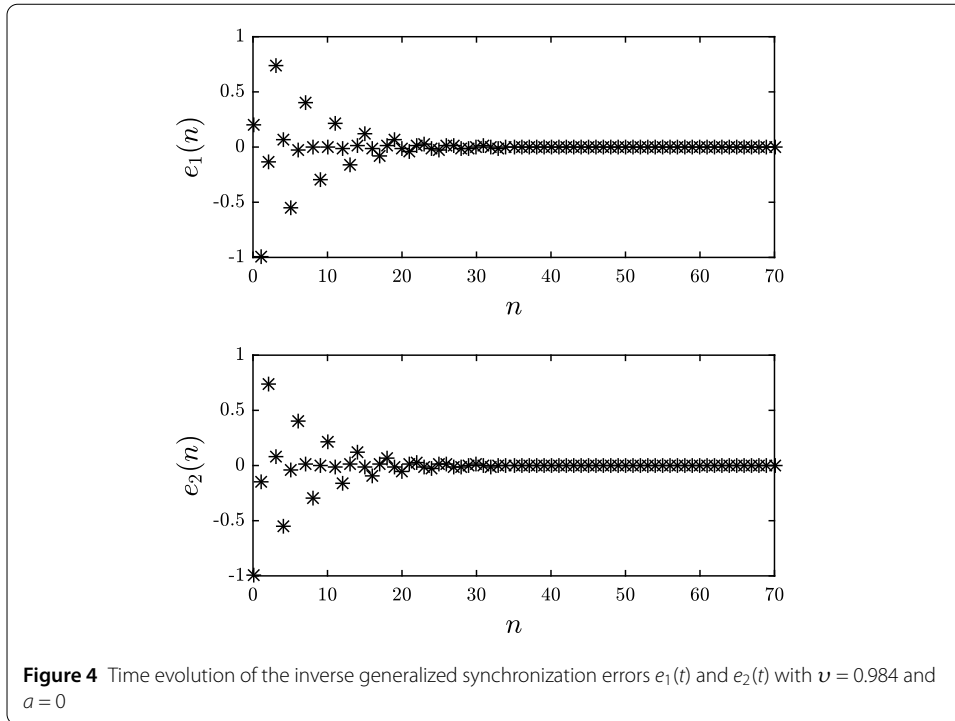 1
0.5
0
-0.5
-1
e₁(n)
0 10 20 30 40 50 60 70
n
1
0.5
0
-0.5
-1
e₂(n)
0 10 20 30 40 50 60 70
n
Figure 4 Time evolution of the inverse generalized synchronization errors e₁(t) and e₂(t) with υ = 0.984 and
a = 0